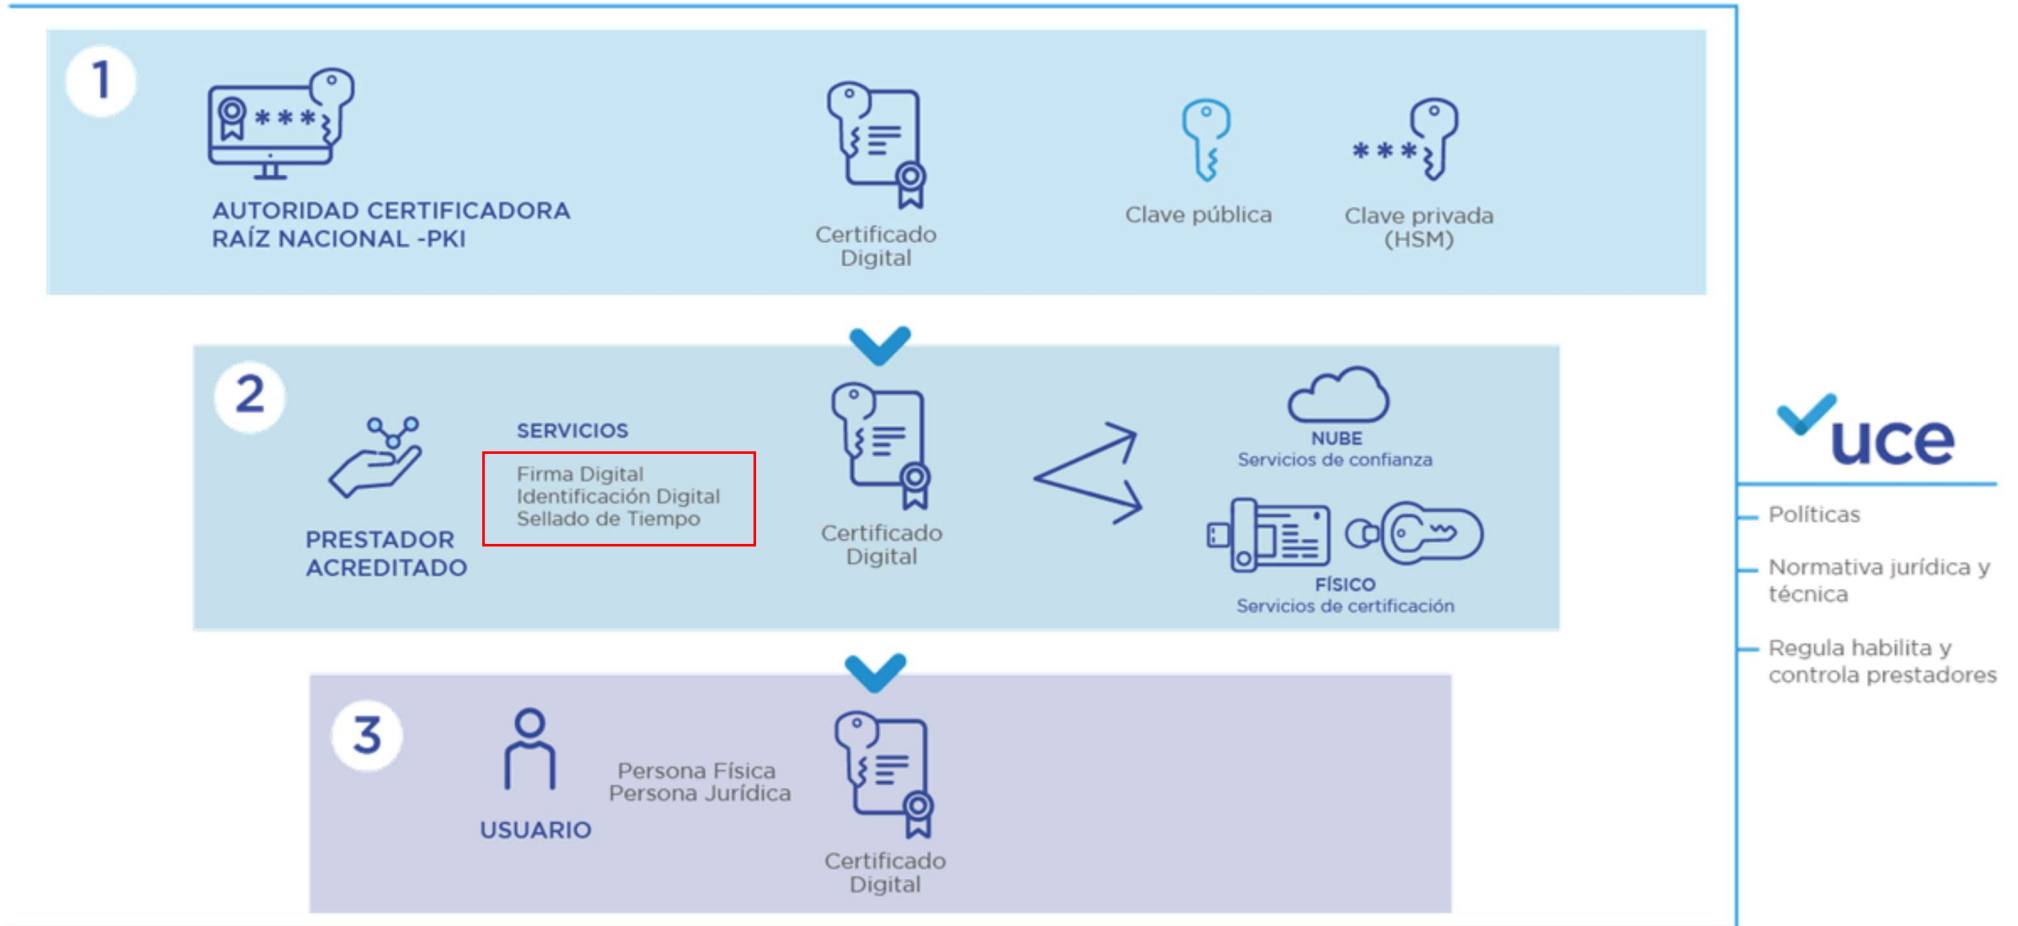 1
***
AUTORIDAD CERTIFICADORA
RAÍZ NACIONAL -PKI
Certificado
Digital
Clave pública
***
Clave privada
(HSM)
2
PRESTADOR
ACREDITADO
SERVICIOS
Firma Digital
Identificación Digital
Sellado de Tiempo
Certificado
Digital
NUBE
Servicios de confianza
FÍSICO
Servicios de certificación
3
USUARIO
Persona Física
Persona Jurídica
Certificado
Digital
uce
Políticas
Normativa jurídica y
técnica
Regula habilita y
controla prestadores